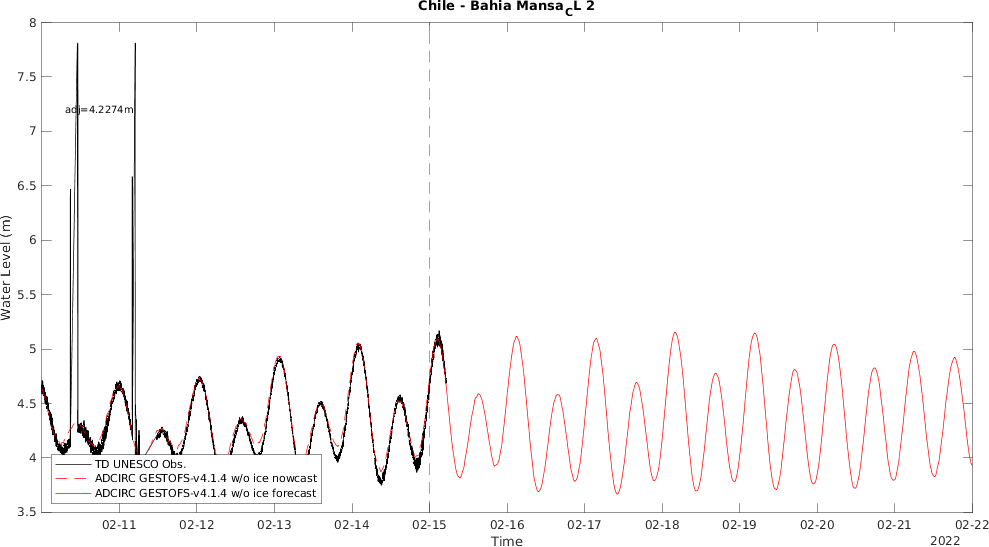 Chile - Bahia MansaCL 2
8
7.5
adj=4.2274m
7
6.5
6
Water Level (m)
5.5
5
4.5
4
TD UNESCO Obs.
ADCIRC GESTOFS-v4.1.4 w/o ice nowcast
ADCIRC GESTOFS-v4.1.4 w/o ice forecast
3.5
02-11 02-12 02-13 02-14 02-15 02-16 02-17 02-18 02-19 02-20 02-21 02-22
Time
2022